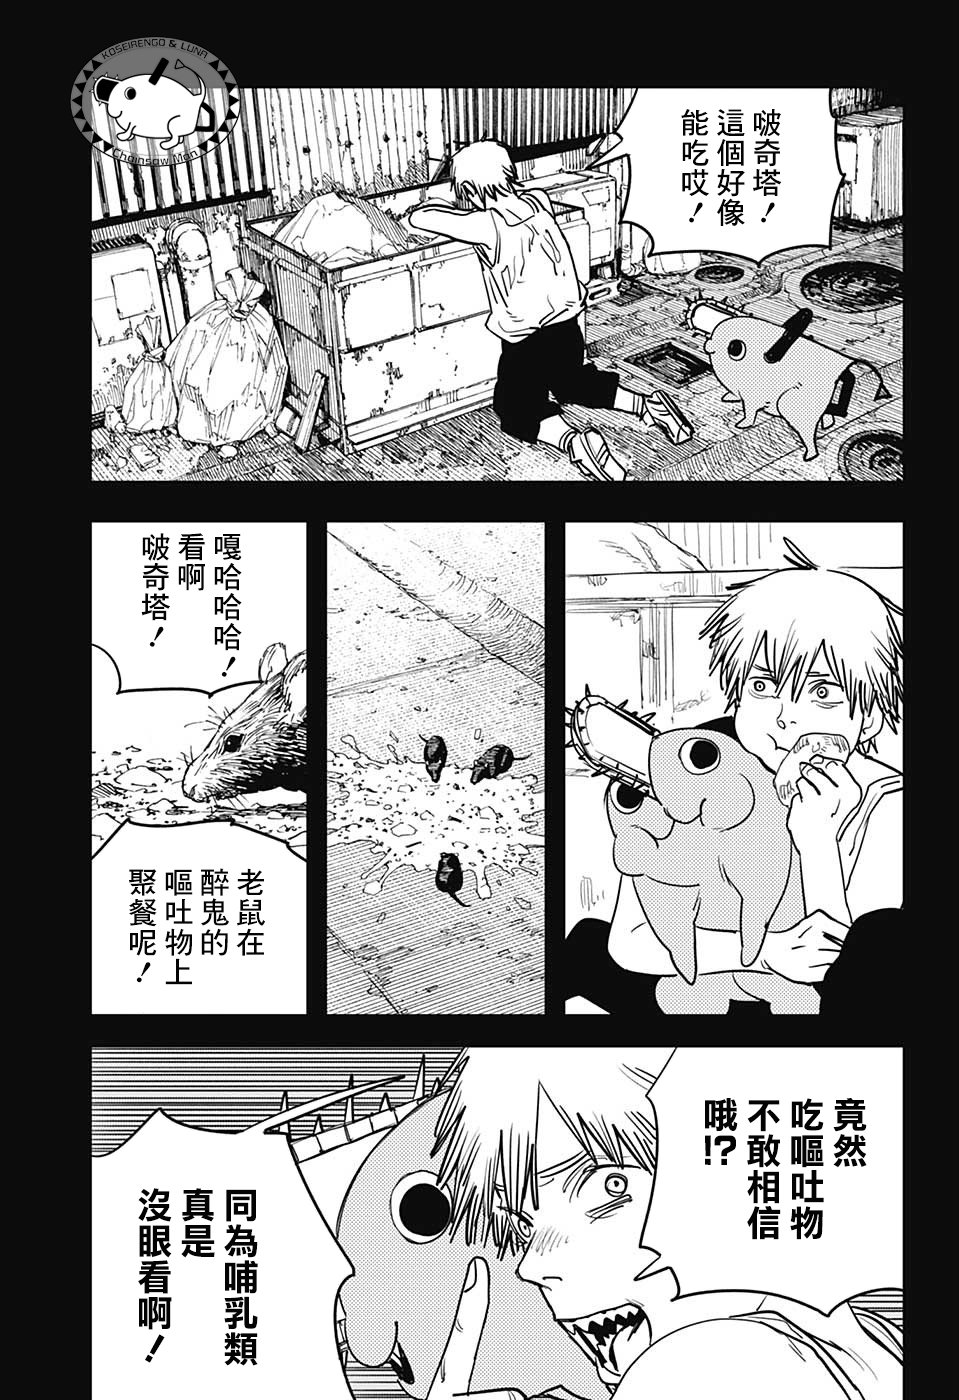 KOSEIRENGO & LUNA
Chainsaw Man
啵奇塔！
這個好像
能吃哎！
嘎哈哈哈！
看啊
啵奇塔！
老鼠在
醉鬼的
嘔吐物上
聚餐呢！
竟然
吃嘔吐物
不敢相信
哦!?
同為哺乳類
真是
沒眼看啊！